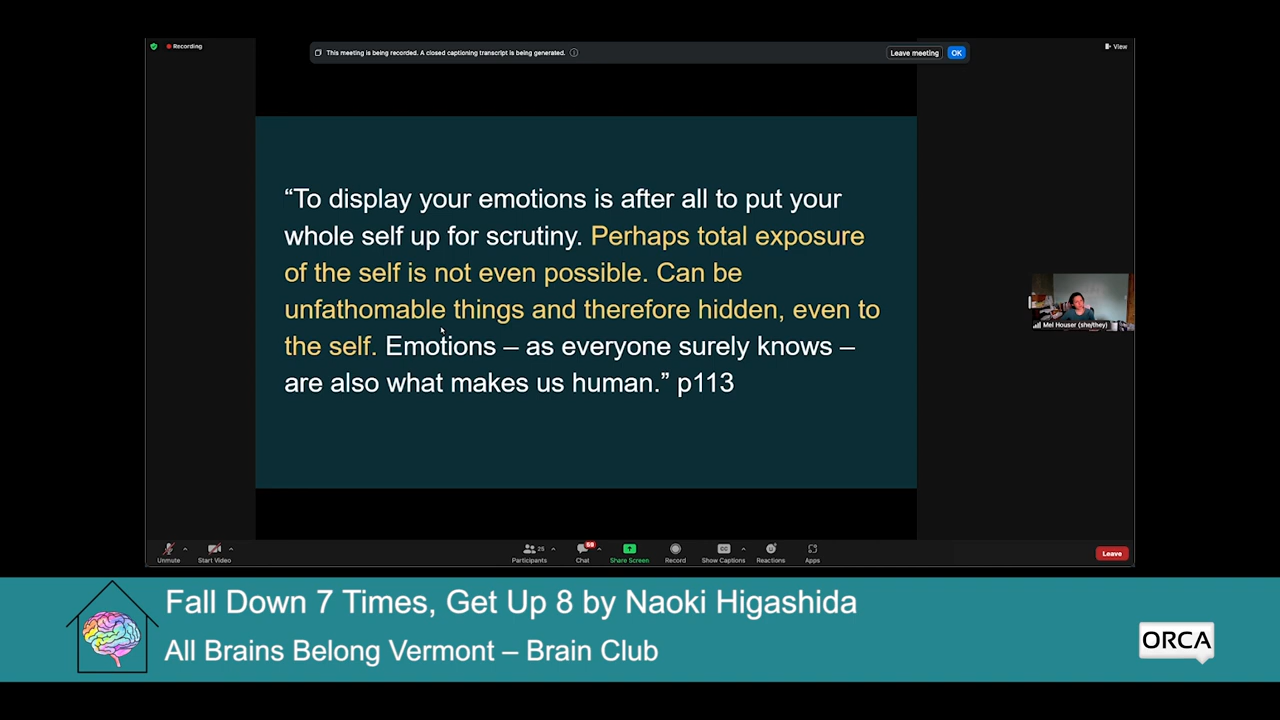 Recording
This meeting is being recorded. A closed captioning transcript is being generated.
Leave meeting
OK
View
“To display your emotions is after all to put your
whole self up for scrutiny. Perhaps total exposure
of the self is not even possible. Can be
unfathomable things and therefore hidden, even to
the self. Emotions – as everyone surely knows –
are also what makes us human.” p113
Mel Houser (she/they)
Unmute
Start Video
Participants
25
Chat
Share Screen
Record
CC
Show Captions
Reactions
Apps
Leave
Fall Down 7 Times, Get Up 8 by Naoki Higashida
All Brains Belong Vermont – Brain Club
ORCA